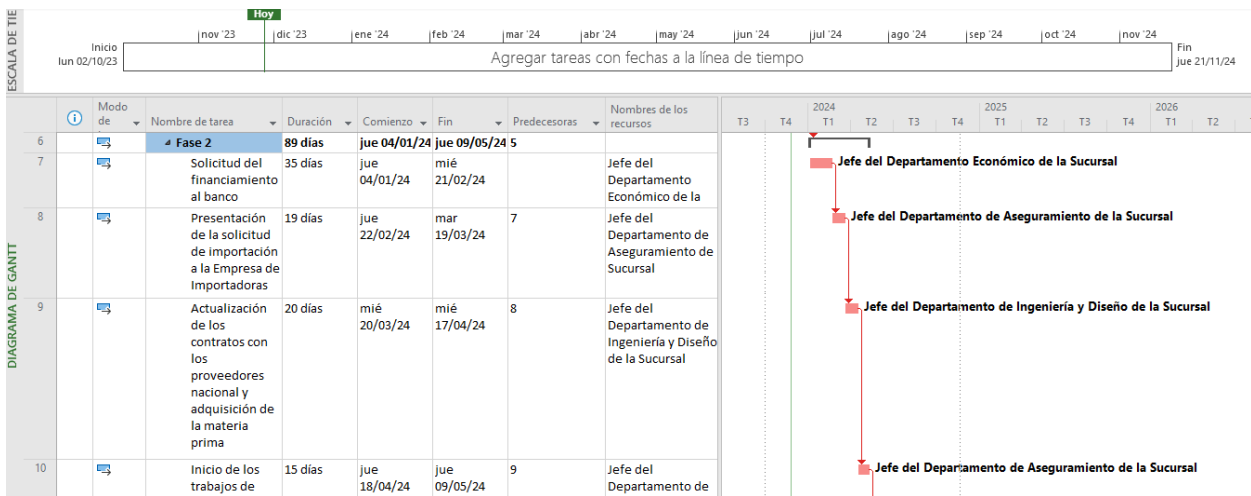 Hoy
nov '23 dic '23 ene '24 feb '24 mar '24 abr '24 may '24 jun '24 jul '24 ago '24 sep '24 oct '24 nov '24
ESCALA DE TIE
Inicio
lun 02/10/23
Agregar tareas con fechas a la línea de tiempo
Fin
jue 21/11/24
DIAGRAMA DE GANTT
Modo
de Nombre de tarea Duración Comienzo Fin Predecesoras Nombres de los
recursos
2024 2025 2026
T3 T4 T1 T2 T3 T4 T1 T2 T3 T4 T1 T2
6 Fase 2 89 días jue 04/01/24 jue 09/05/24 5
7 Solicitud del 35 días jue mié Jefe del Jefe del Departamento Económico de la Sucursal
financiamiento 04/01/24 21/02/24 Departamento
al banco Económico de la
8 Presentación 19 días jue mar 7 Jefe del Jefe del Departamento de Aseguramiento de la Sucursal
de la solicitud 22/02/24 19/03/24 Departamento de
de importación Aseguramiento de
a la Empresa de Sucursal
Importadoras
9 Actualización 20 días mié mié 8 Jefe del Jefe del Departamento de Ingeniería y Diseño de la Sucursal
de los 20/03/24 17/04/24 Departamento de
contratos con Ingeniería y Diseño
los de la Sucursal
proveedores
nacional y
adquisición de
la materia
prima
10 Inicio de los 15 días jue jue 9 Jefe del Jefe del Departamento de Aseguramiento de la Sucursal
trabajos de 18/04/24 09/05/24 Departamento de